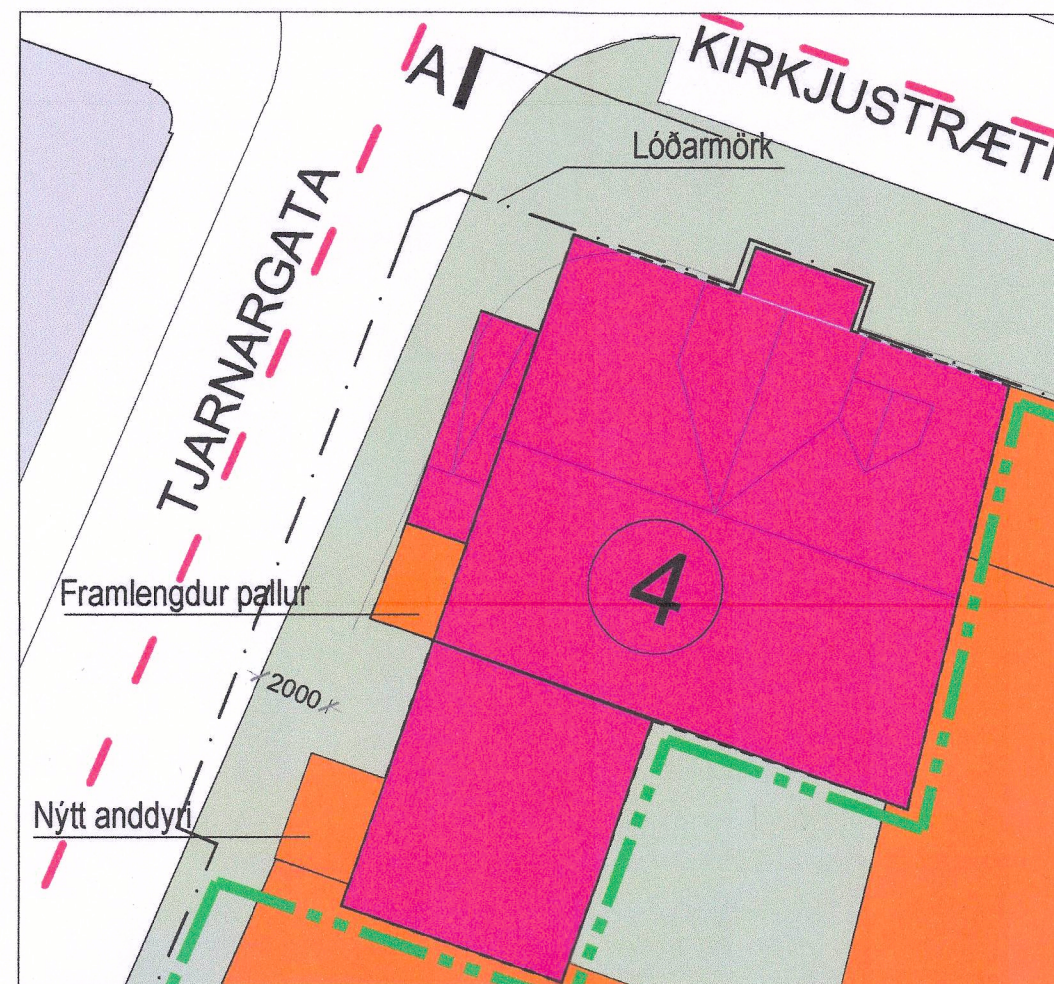 A
KIRKJUSTRÆTI
Lóðarmörk
TJARNARGATA
4
Framlengdur pallur
2000
Nýtt anddyri